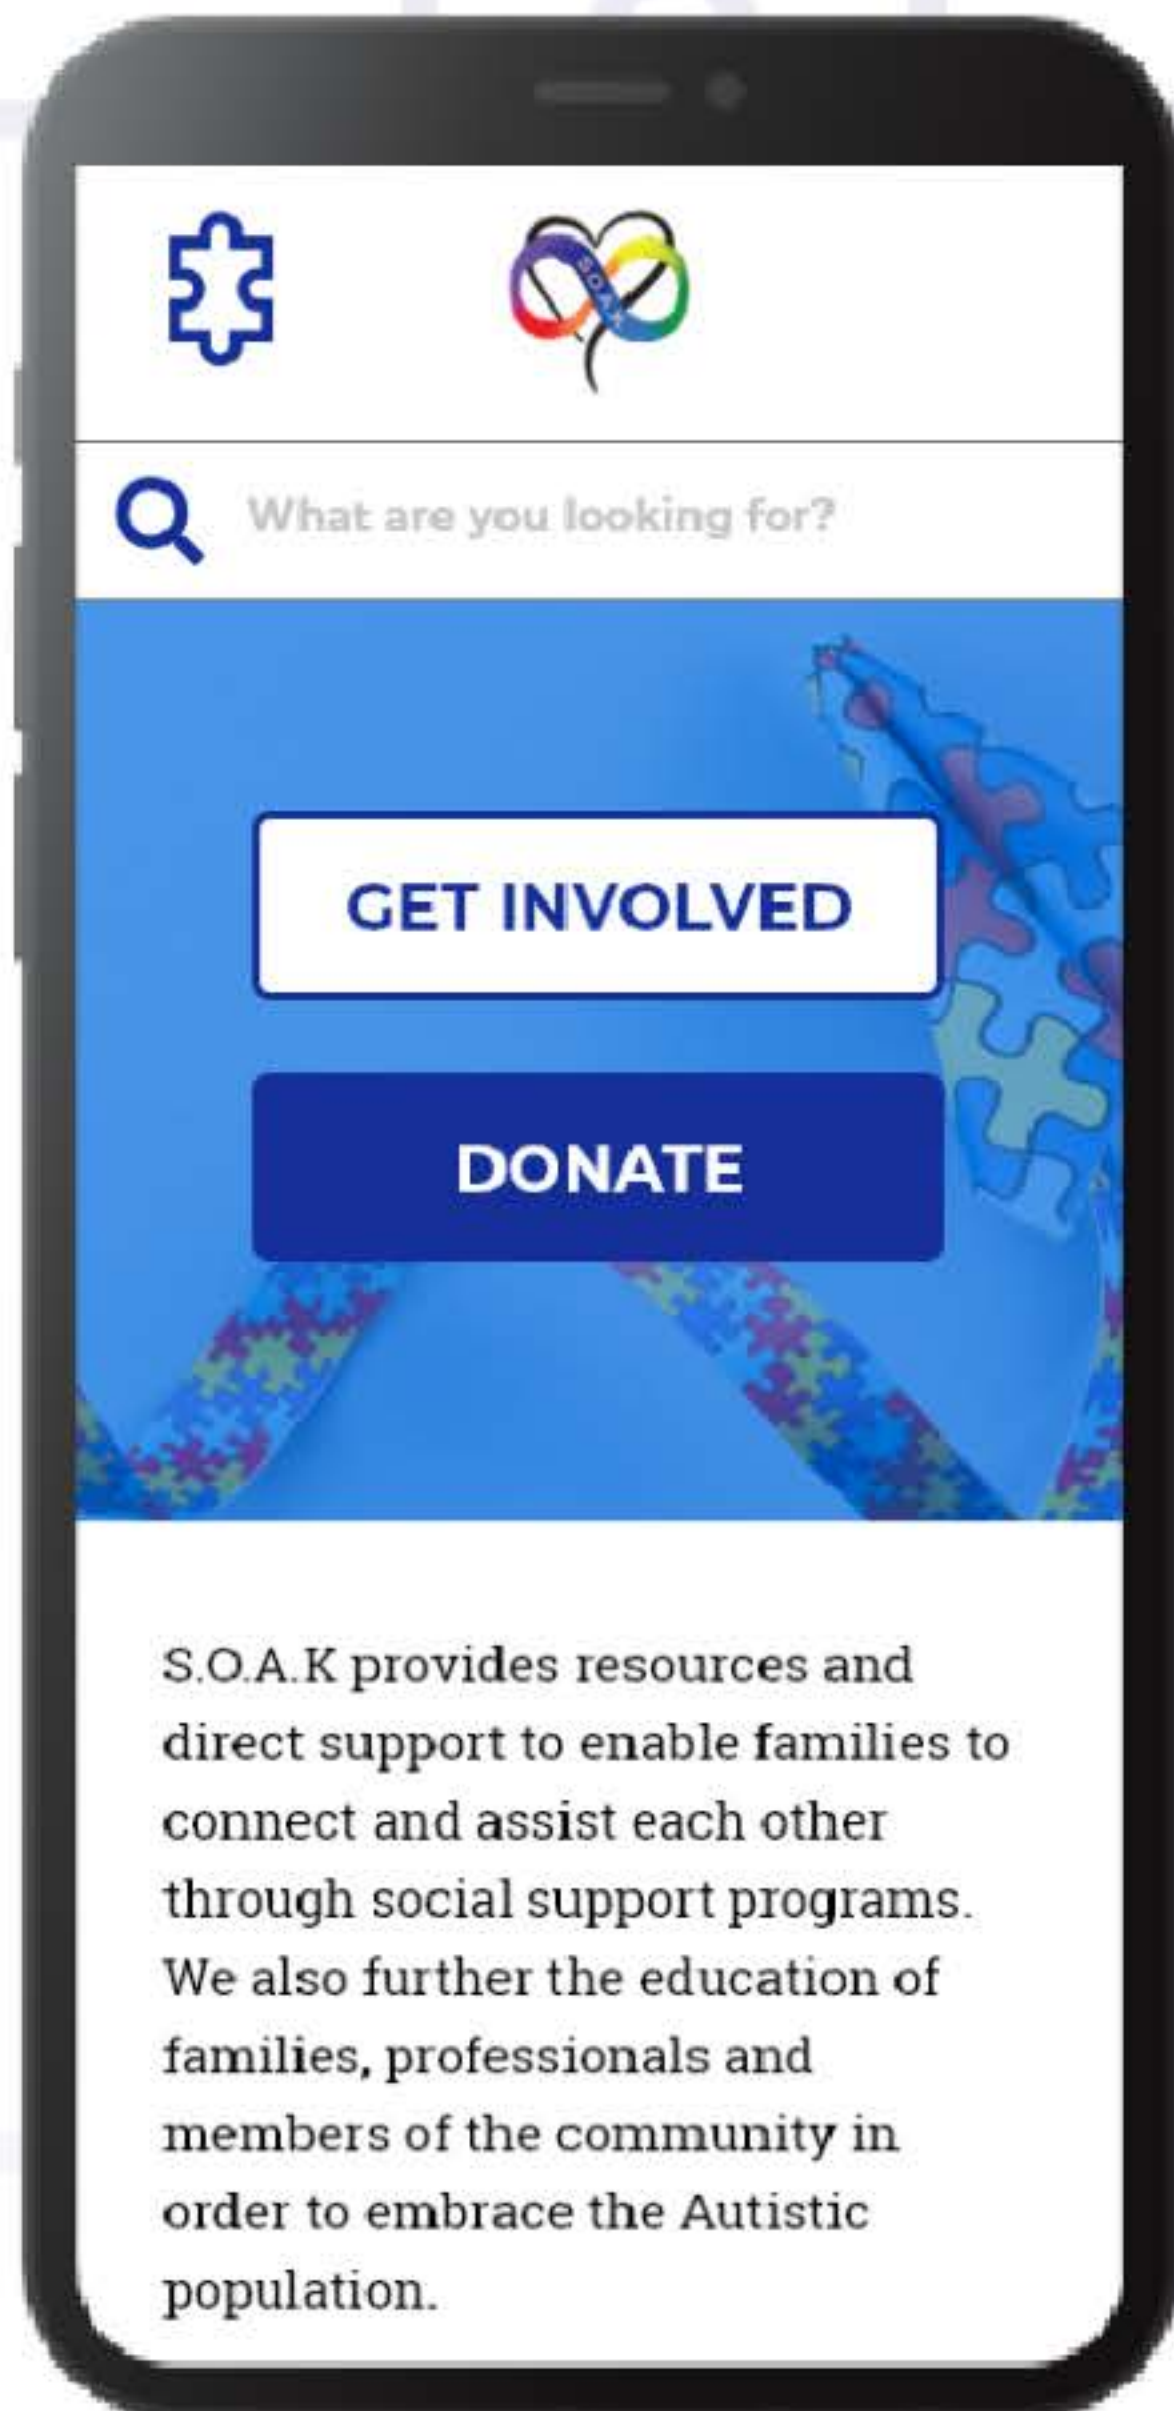 SOAK
What are you looking for?
GET INVOLVED
DONATE
S.O.A.K provides resources and
direct support to enable families to
connect and assist each other
through social support programs.
We also further the education of
families, professionals and
members of the community in
order to embrace the Autistic
population.